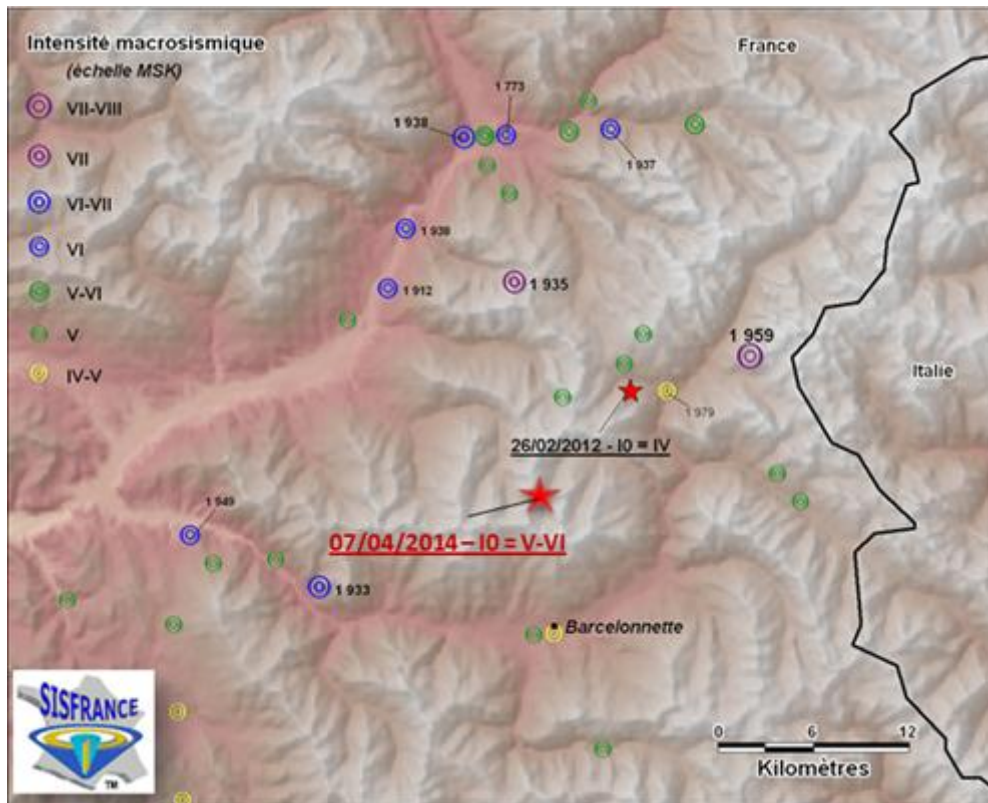 Intensité macrosismique
(échelle MSK)
VII-VIII
VII
VI-VII
VI
V-VI
V
IV-V
France
1 773
1 938
1 937
1 938
1 935
1 912
1 959
Italie
1 979
26/02/2012 - I0 = IV
1 949
07/04/2014 – I0 = V-VI
1 933
Barcelonnette
SISFRANCE
TM
0 6 12
Kilomètres